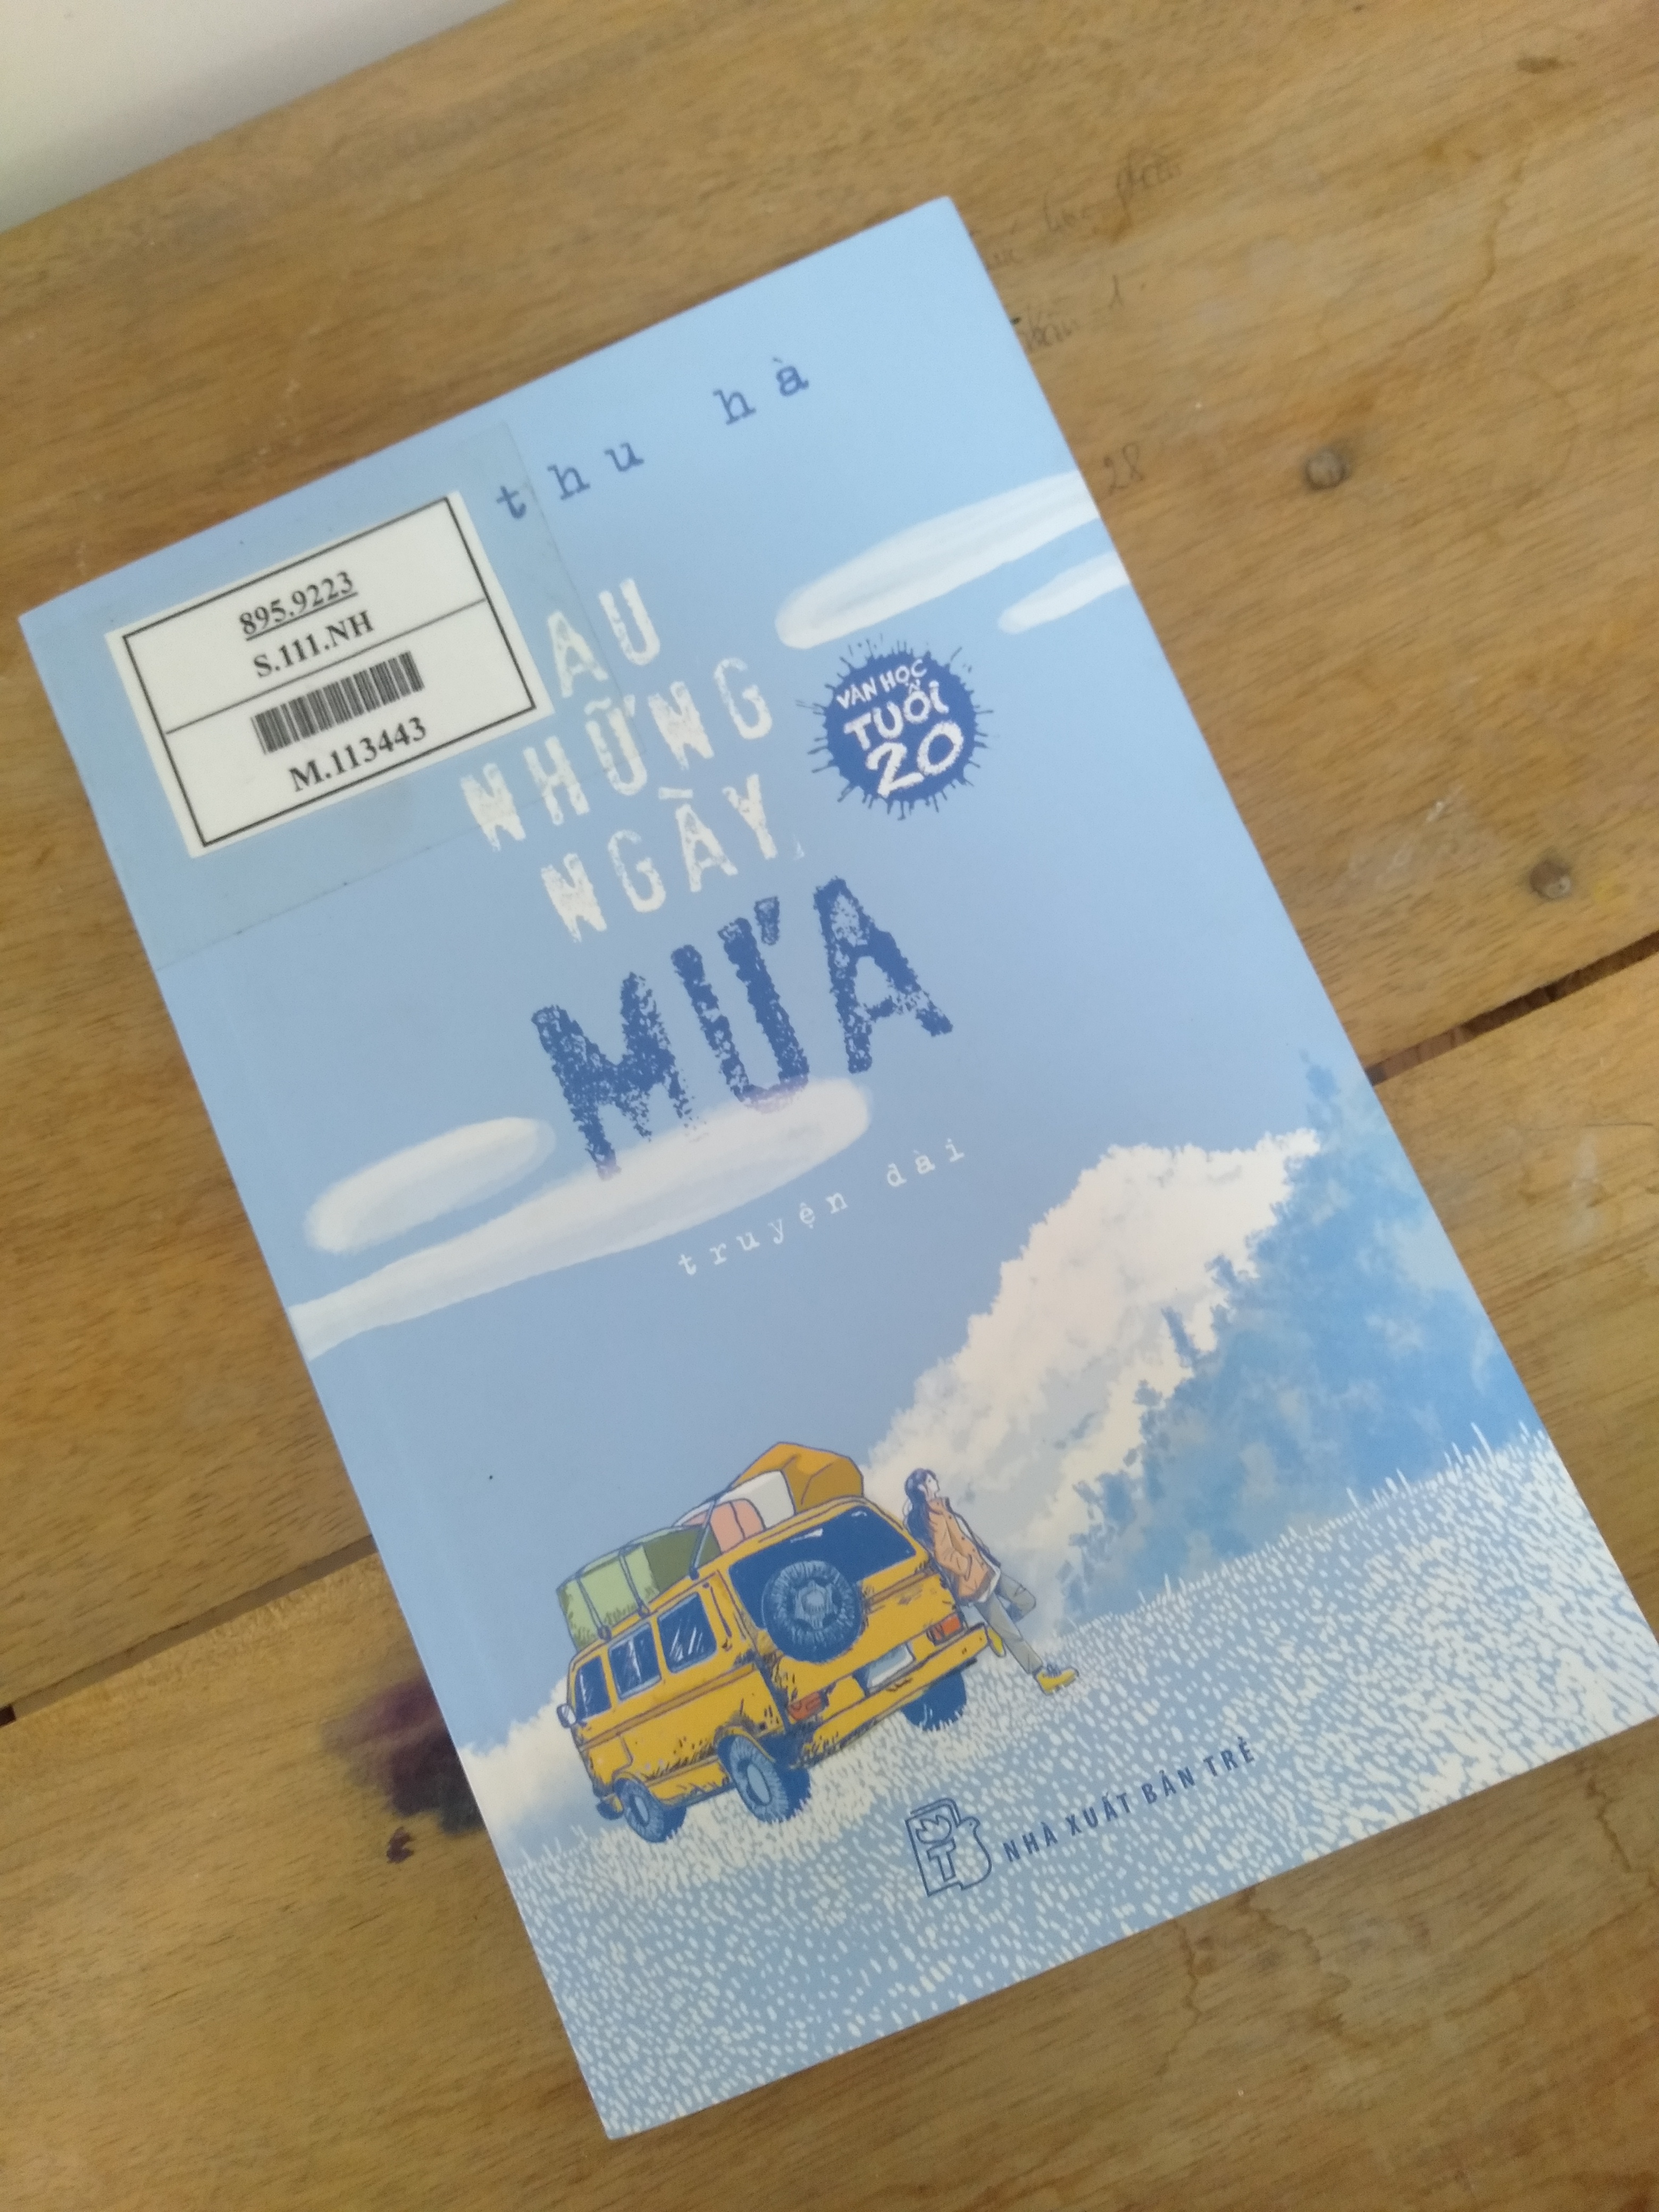 thu hà
895.9223
S.111.NH
M.113443
AU
NHỮNG
NGÀY
MƯA
VĂN HỌC
TUỔI
20
truyện dài
NHÀ XUẤT BẢN TRẺ
28